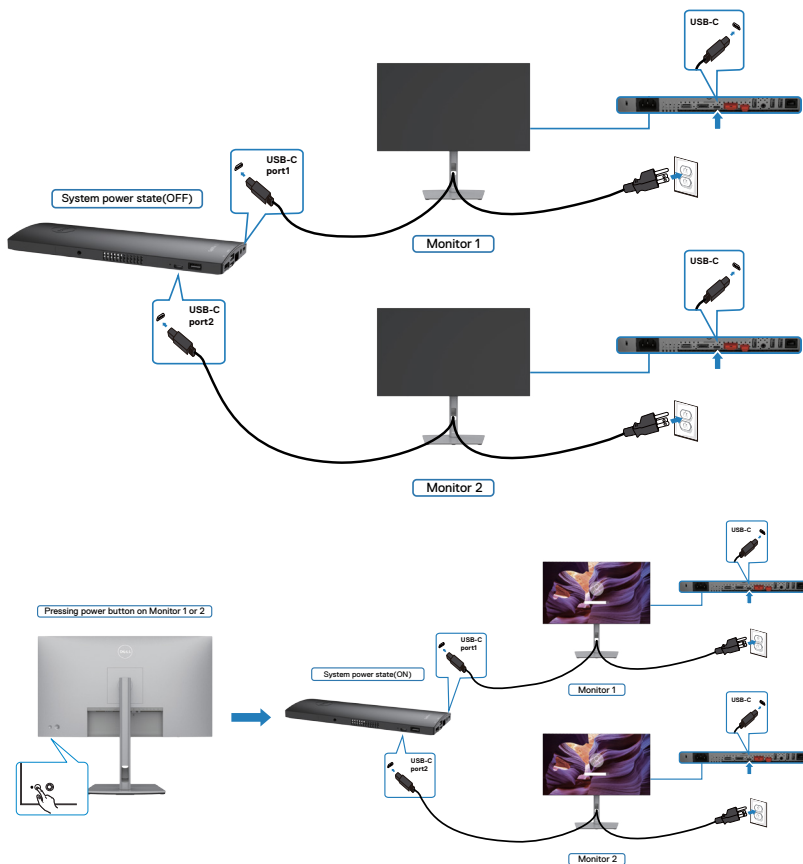 USB-C
USB-C
port1
System power state(OFF)
Monitor 1
USB-C
USB-C
port2
Monitor 2
USB-C
Pressing power button on Monitor 1 or 2
DELL
USB-C
port1
System power state(ON)
Monitor 1
USB-C
USB-C
port2
Monitor 2